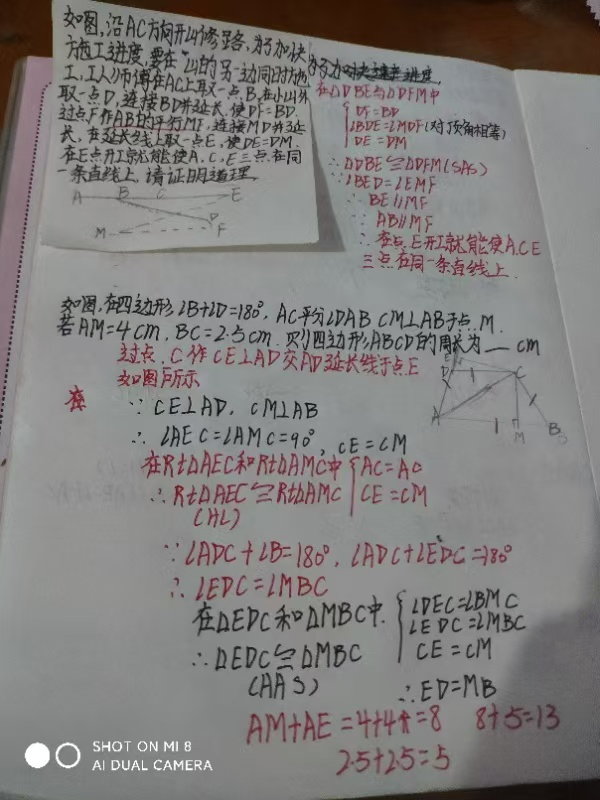 如图,沿AC方向开山修路,为了加快
施工进度,要在小山的另一边同时施
工,工人师傅在AC上取一点B,在小山外
取一点D,连接BD并延长,使DF=BD.
过点F作AB的平行MF,连接MD并延
长,在延长线上取一点E,使DE=DM.
在E点开工就能使A.C,E三点在同
一条直线上,请证明道理.
A B C E
D
M F
在△DBE与△DFM中
DF=BD
∠BDE=∠MDF(对顶角相等)
DE=DM
∴△DBE≌△DFM(SAS)
∴∠BED=∠EMF
∴BE∥MF
∵AB∥MF
∴在点E开工就能使A.C.E
三点在同一条直线上.
如图,在四边形∠B+∠D=180°,AC平分∠DAB CM⊥AB于点M.
若AM=4cm,BC=2.5cm.则四边形ABCD的周长为__cm
过点C作CE⊥AD交AD延长线于点E
如图所示
E
D C
A M B
∵CE⊥AD,CM⊥AB
∴∠AEC=∠AMC=90°,CE=CM
在Rt△AEC和Rt△AMC中 AC=AC
∴Rt△AEC≌Rt△AMC CE=CM
(HL)
∵∠ADC+∠B=180°,∠ADC+∠EDC=180°
∴∠EDC=∠MBC
在△EDC和△MBC中. ∠DEC=∠BMC
∠EDC=∠MBC
∴△EDC≌△MBC CE=CM
(AAS) ∴ED=MB
AM+AE=4+4=8 8+5=13
2.5+2.5=5
SHOT ON MI 8
AI DUAL CAMERA